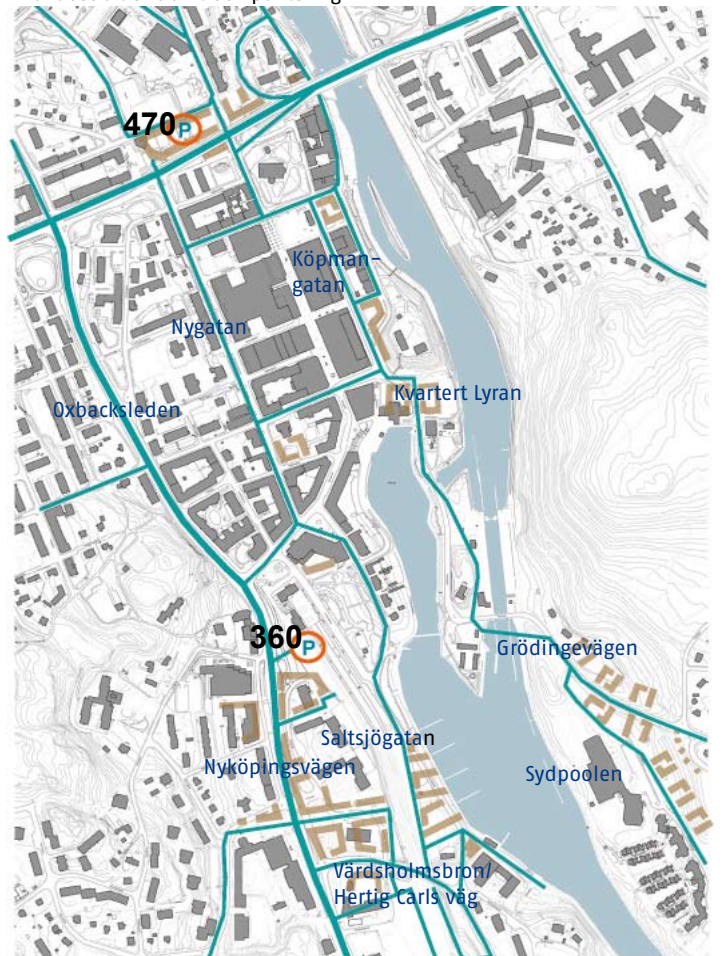 470 P
Köpman-
gatan
Nygatan
Kvartert Lyran
Oxbacksleden
360 P
Grödingevägen
Saltsjögatan
Nyköpingsvägen
Sydpoolen
Värdsholmsbron/
Hertig Carls väg